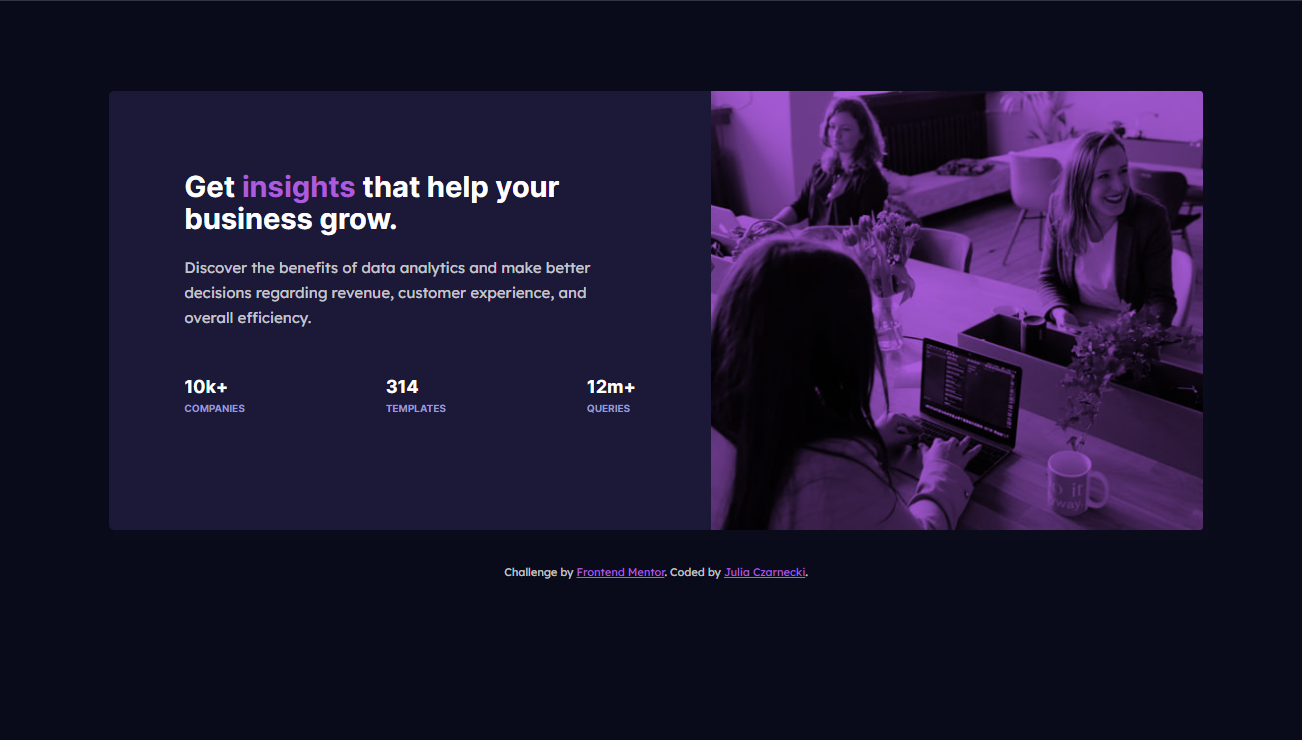 Get insights that help your
business grow.
Discover the benefits of data analytics and make better
decisions regarding revenue, customer experience, and
overall efficiency.
10k+ 314 12m+
COMPANIES TEMPLATES QUERIES
Challenge by Frontend Mentor. Coded by Julia Czarnecki.